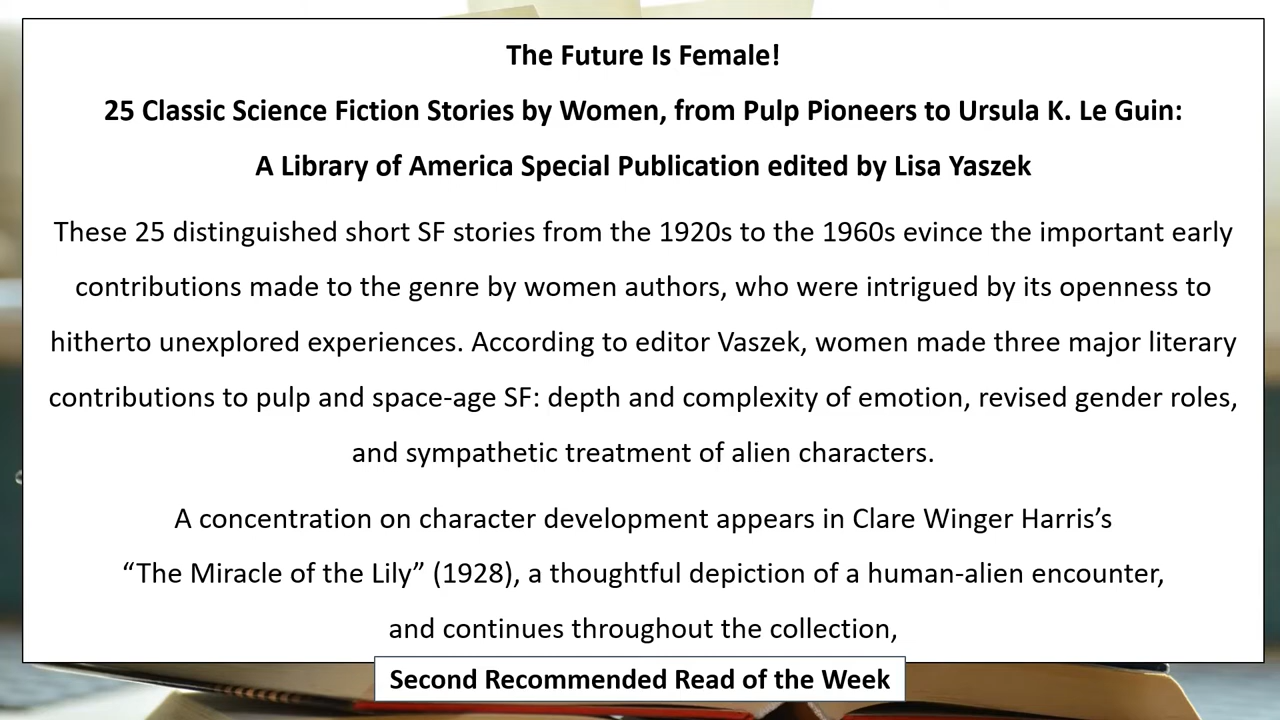 The Future Is Female!
25 Classic Science Fiction Stories by Women, from Pulp Pioneers to Ursula K. Le Guin:
A Library of America Special Publication edited by Lisa Yaszek
These 25 distinguished short SF stories from the 1920s to the 1960s evince the important early
contributions made to the genre by women authors, who were intrigued by its openness to
hitherto unexplored experiences. According to editor Vaszek, women made three major literary
contributions to pulp and space-age SF: depth and complexity of emotion, revised gender roles,
and sympathetic treatment of alien characters.
A concentration on character development appears in Clare Winger Harris’s
“The Miracle of the Lily” (1928), a thoughtful depiction of a human-alien encounter,
and continues throughout the collection,
Second Recommended Read of the Week